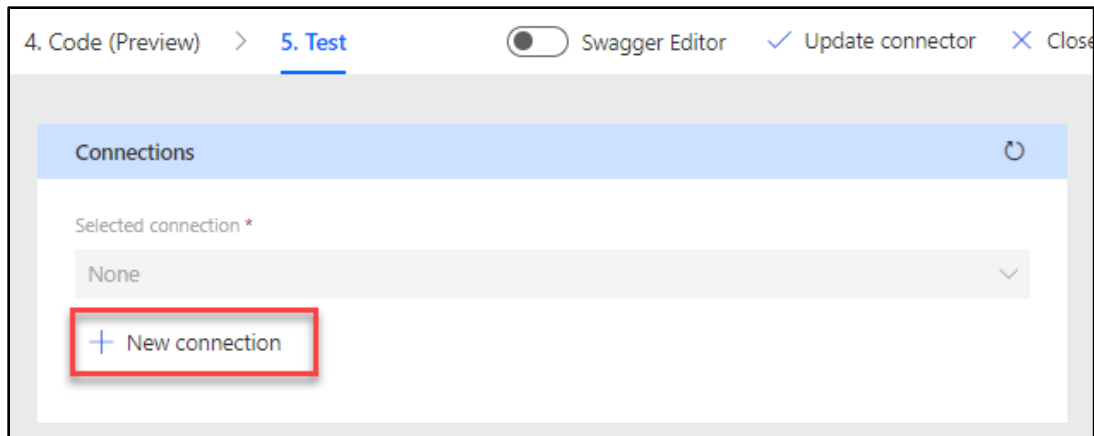 4. Code (Preview) > 5. Test Swagger Editor Update connector Close
Connections
Selected connection *
None
New connection